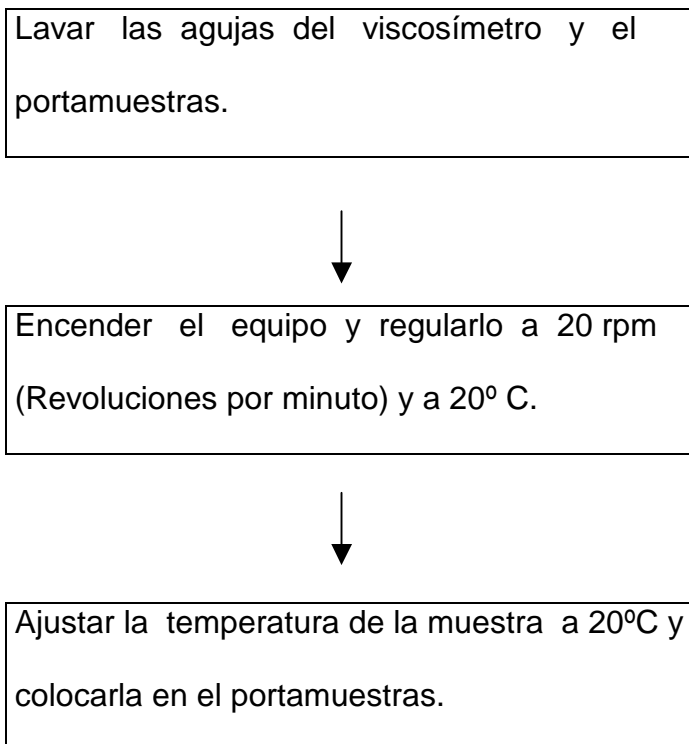 Lavar las agujas del viscosímetro y el
portamuestras.
Encender el equipo y regularlo a 20 rpm
(Revoluciones por minuto) y a 20º C.
Ajustar la temperatura de la muestra a 20ºC y
colocarla en el portamuestras.